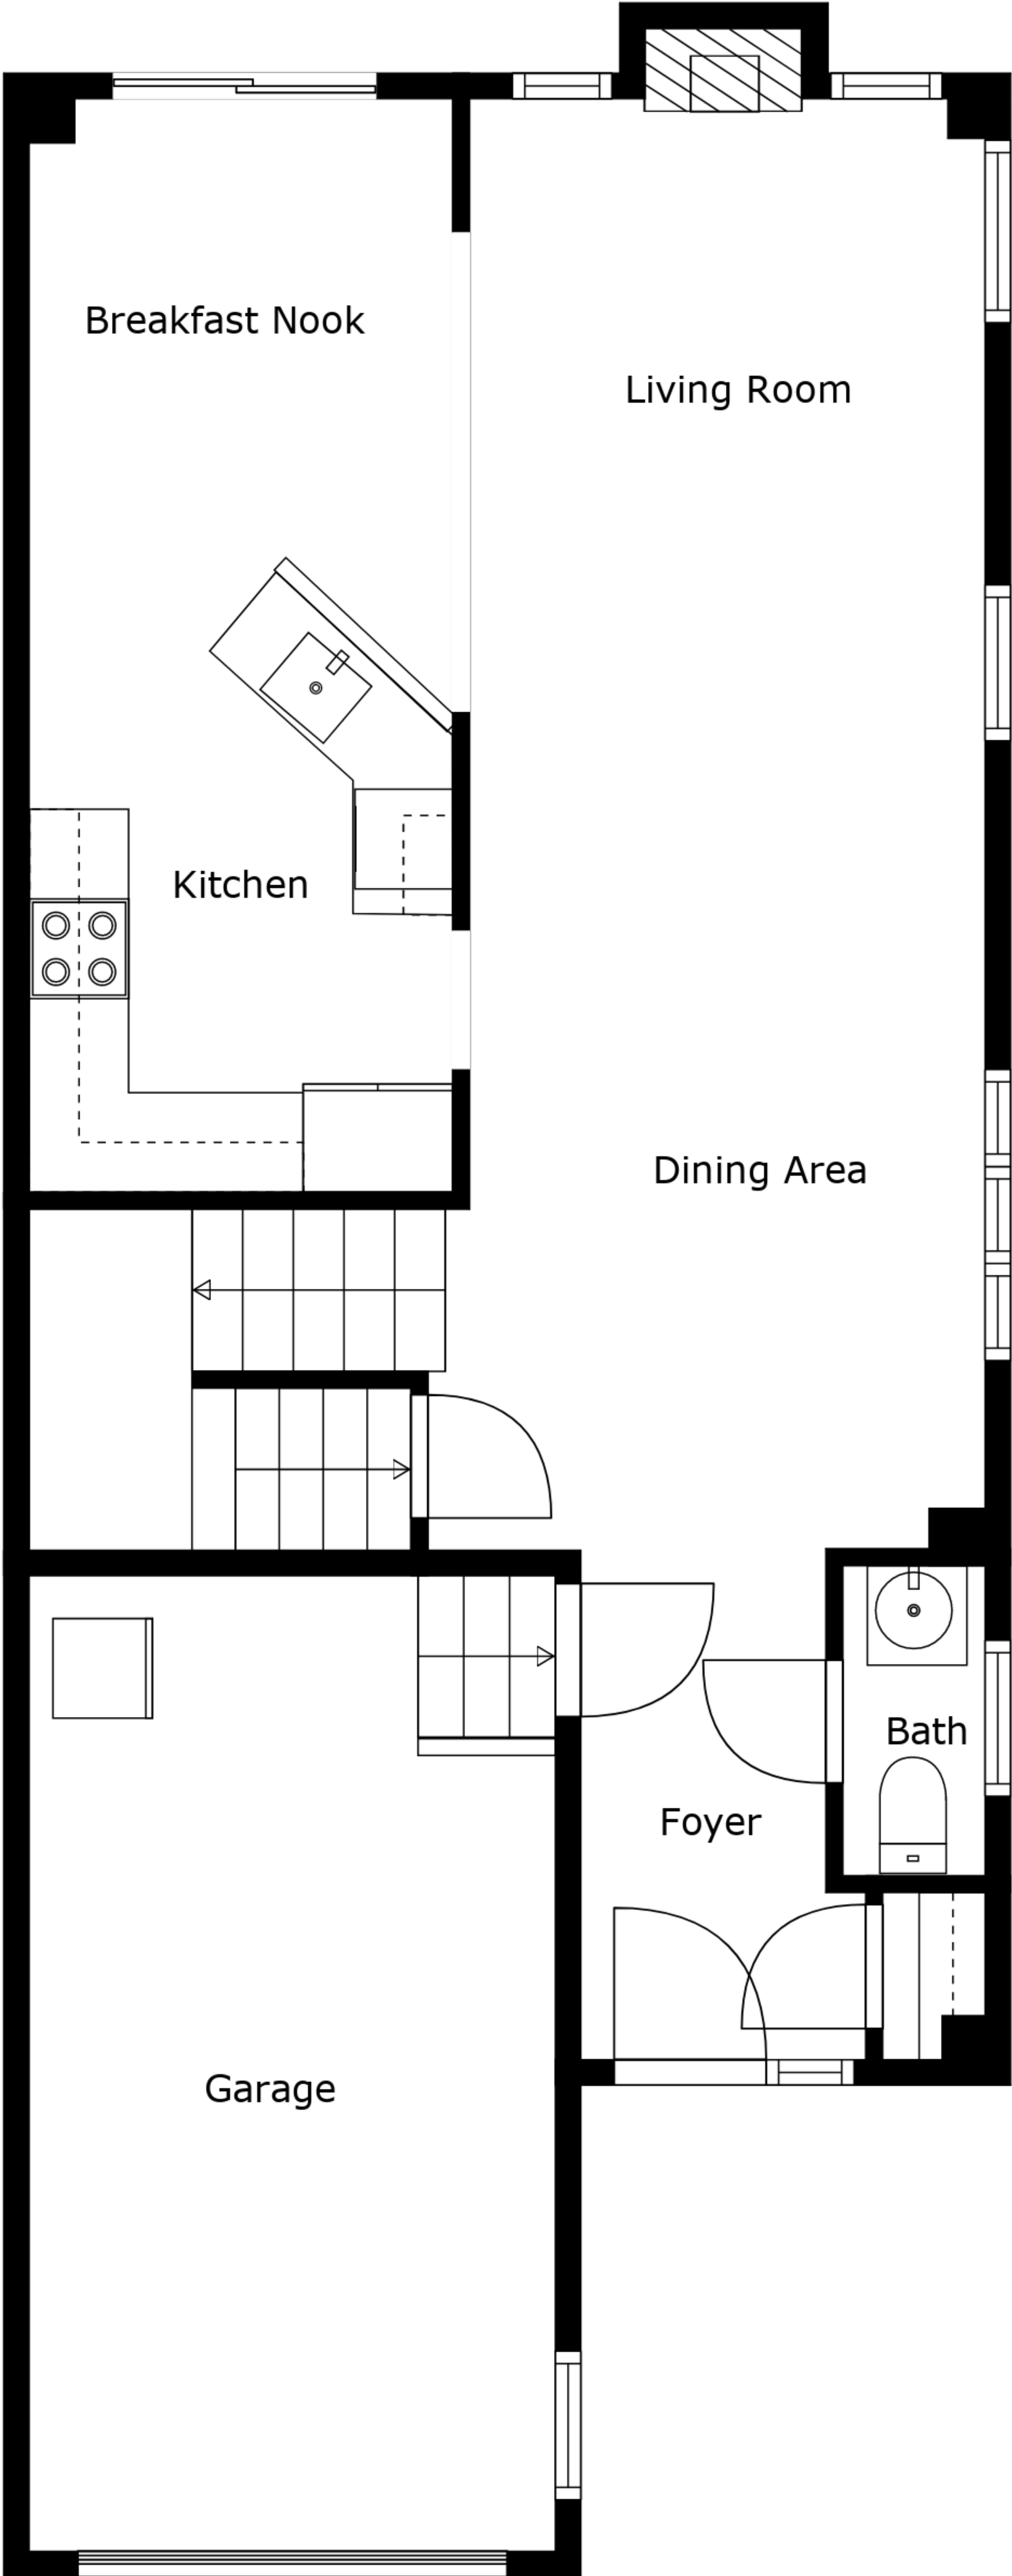 Breakfast Nook
Living Room
Kitchen
Dining Area
Bath
Foyer
Garage